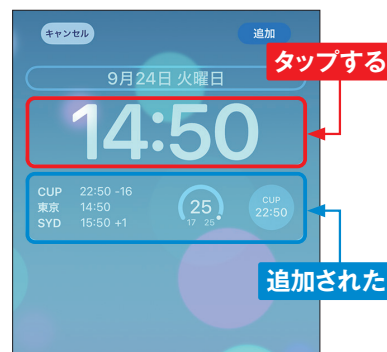 キャンセル 追加
タップする
9月24日 火曜日
14:50
CUP 22:50 -16
東京 14:50
SYD 15:50 +1
25
17 25
CUP
22:50
追加された